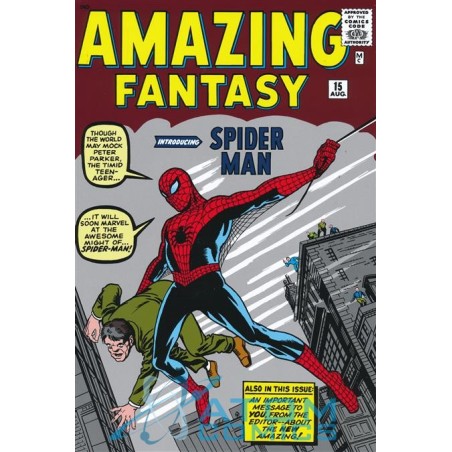 AMAZING
FANTASY
APPROVED
BY THE
COMICS
CODE
AUTHORITY
M
C
15
AUG.
INTRODUCING
SPIDER
MAN
THOUGH
THE WORLD
MAY MOCK
PETER
PARKER,
THE TIMID
TEEN-
AGER...
...IT WILL
SOON MARVEL
AT THE
AWESOME
MIGHT OF...
SPIDER-MAN!
ALSO IN THIS ISSUE:
AN IMPORTANT
MESSAGE TO
YOU, FROM THE
EDITOR--ABOUT
THE NEW
AMAZING!